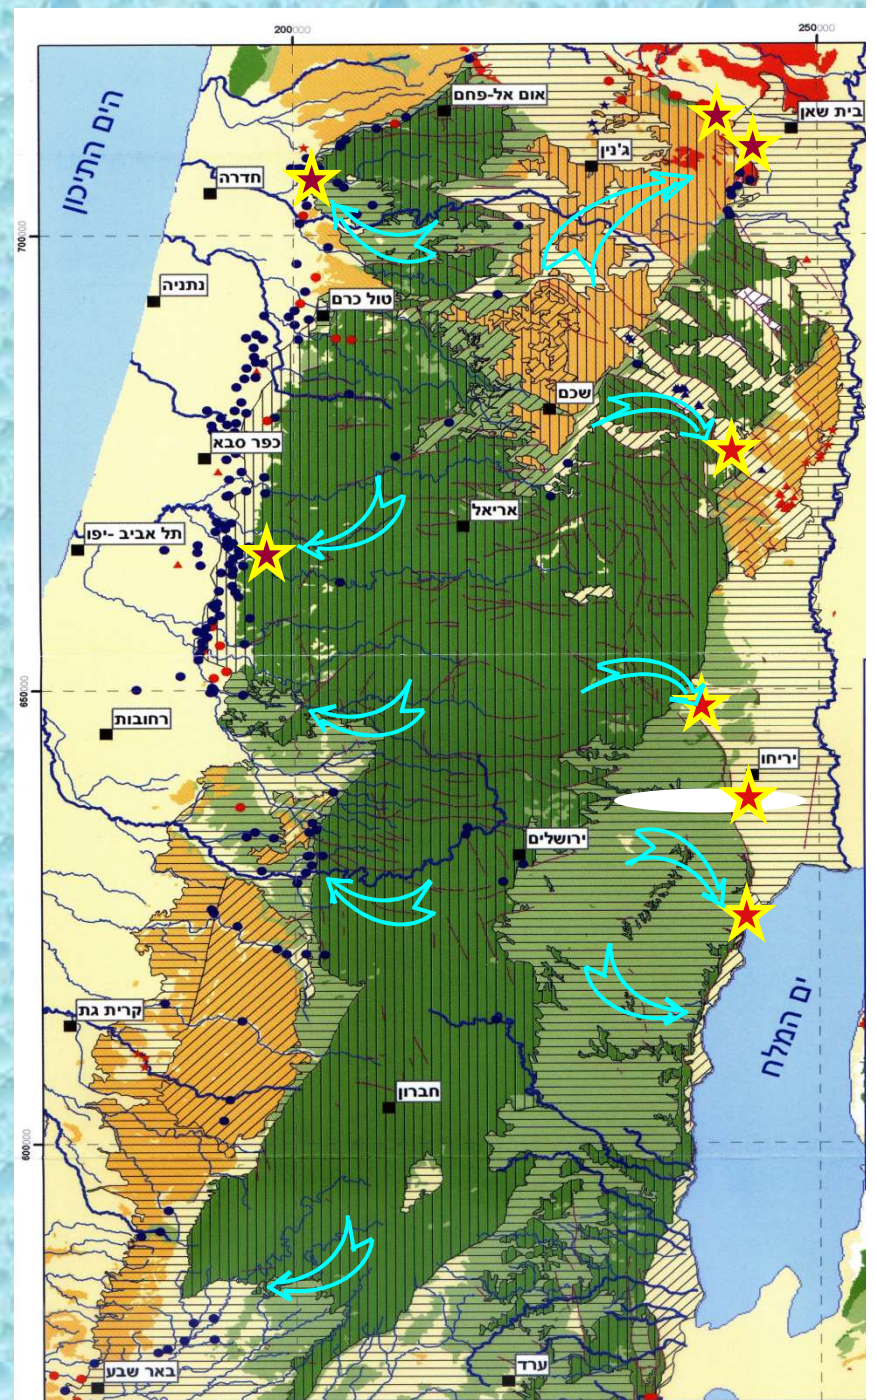 200000
250000
הים התיכון
אום אל-פחם
בית שאן
ג'נין
חדרה
700000
נתניה
טול כרם
שכם
כפר סבא
אריאל
תל אביב -יפו
650000
רחובות
יריחו
ירושלים
קרית גת
ים המלח
חברון
600000
ערד
באר שבע